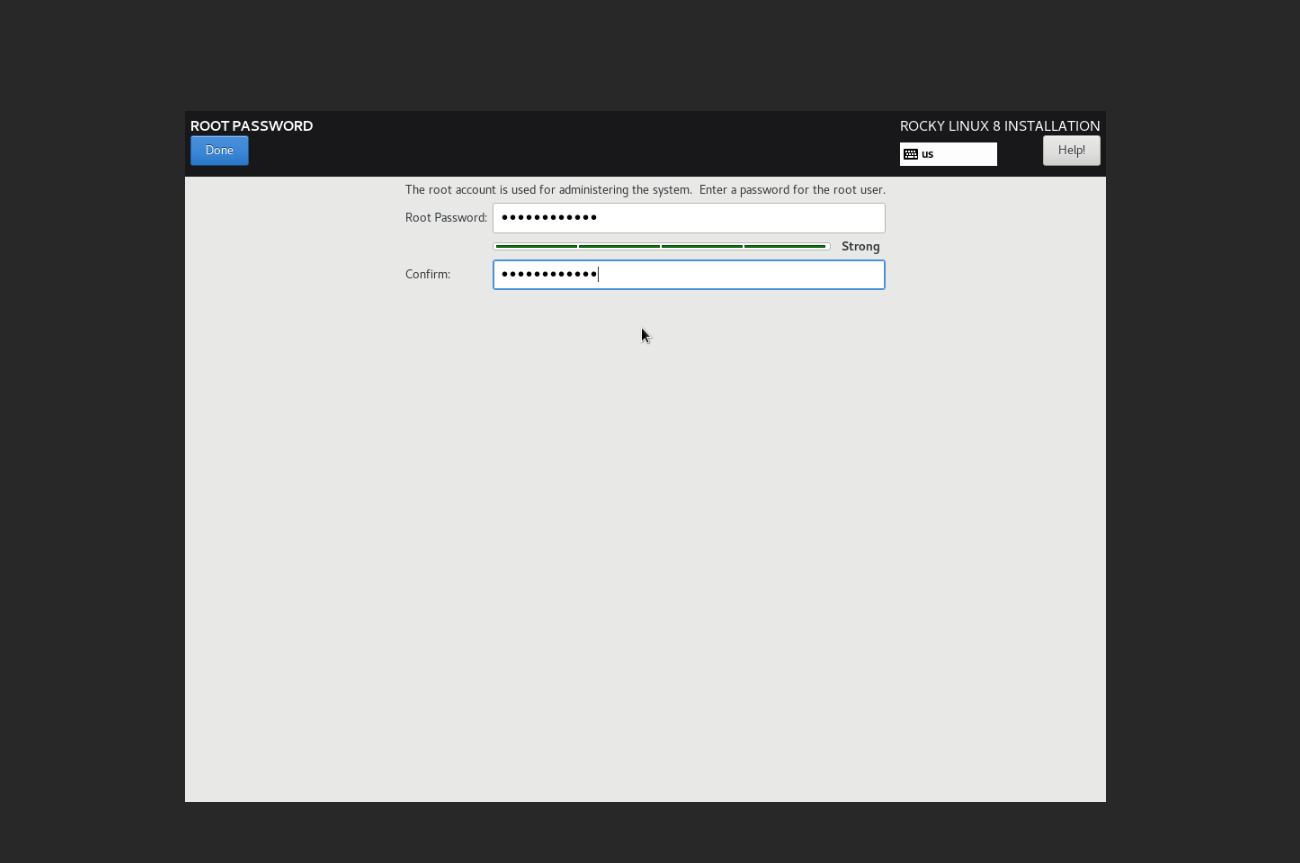 ROOT PASSWORD
ROCKY LINUX 8 INSTALLATION
Done
us
Help!
The root account is used for administering the system.  Enter a password for the root user.
Root Password: ••••••••••••
Strong
Confirm: ••••••••••••